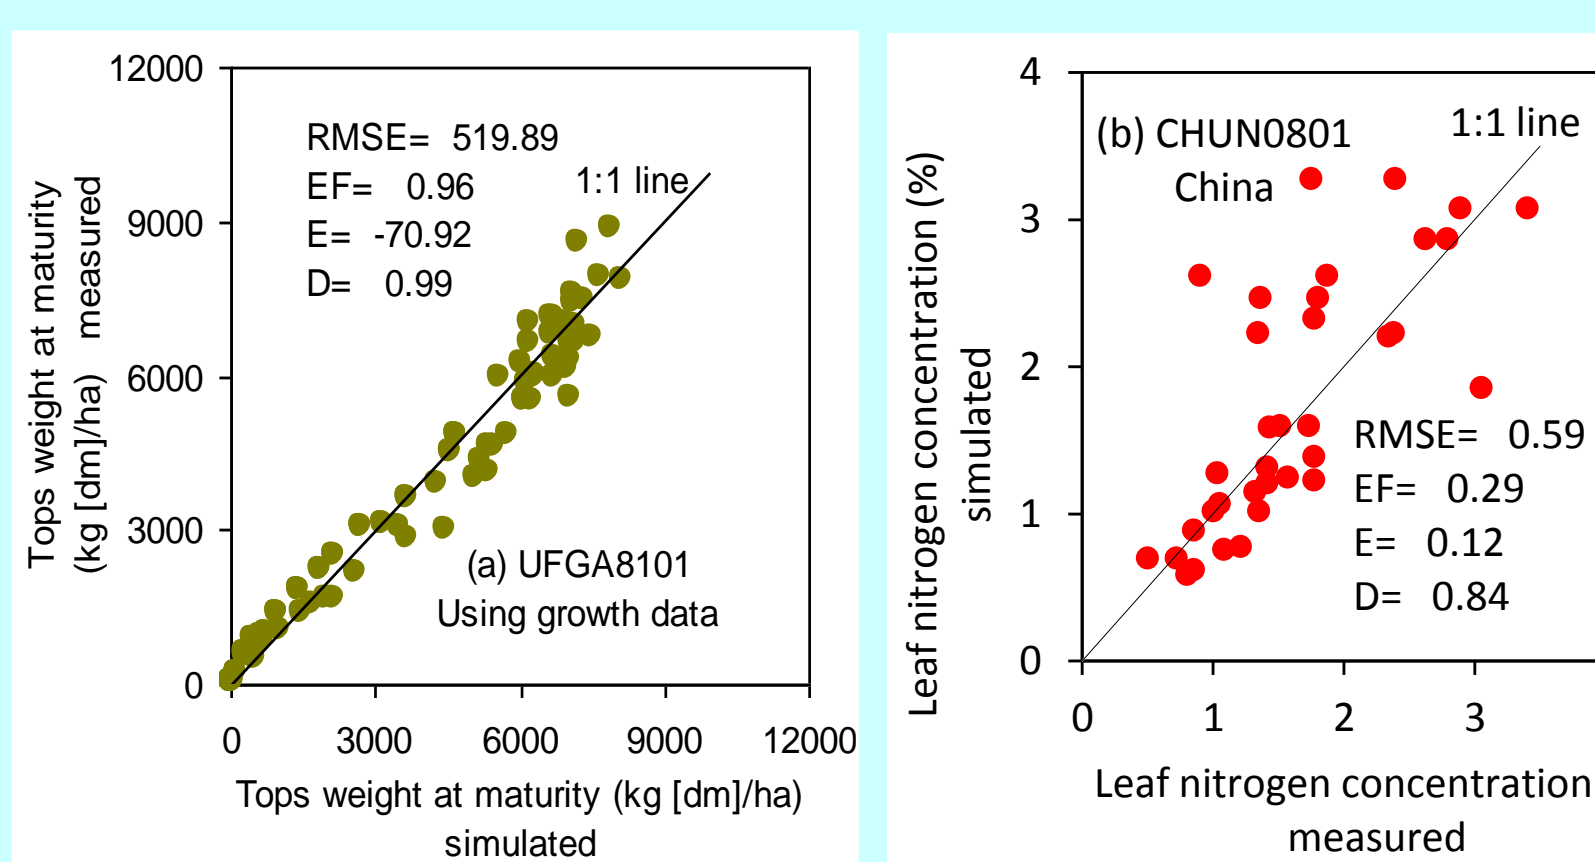 12000
9000
6000
3000
0
RMSE= 519.89
EF= 0.96
E= -70.92
D= 0.99
1:1 line
(a) UFGA8101
Using growth data
Tops weight at maturity
(kg [dm]/ha) measured
0 3000 6000 9000 12000
Tops weight at maturity (kg [dm]/ha)
simulated
4
3
2
1
0
(b) CHUN0801
China
1:1 line
RMSE= 0.59
EF= 0.29
E= 0.12
D= 0.84
Leaf nitrogen concentration (%)
simulated
0 1 2 3
Leaf nitrogen concentration
measured